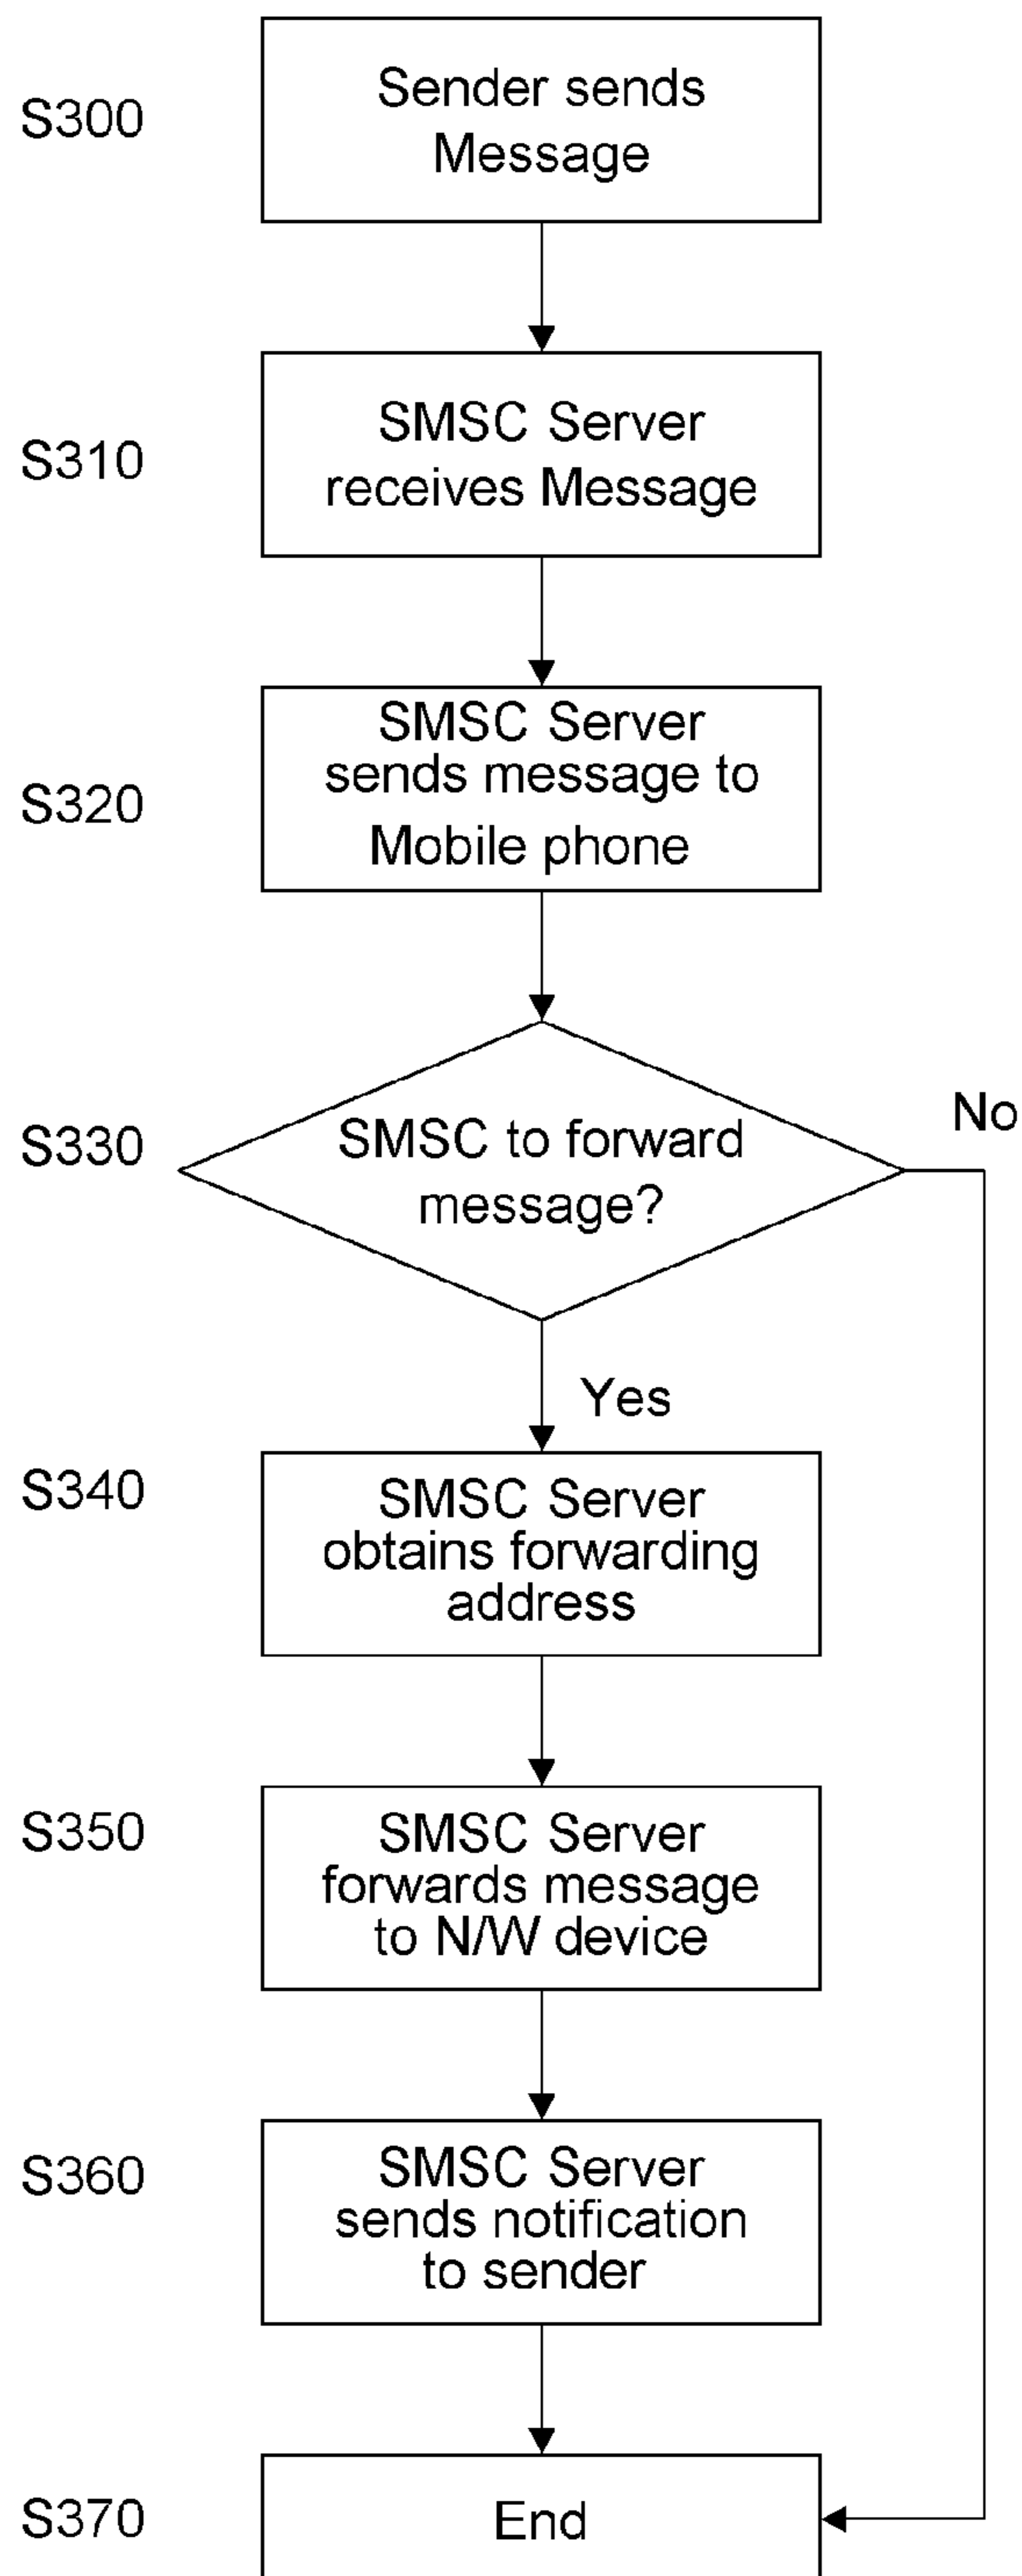 S300
Sender sends
Message
S310
SMSC Server
receives Message
S320
SMSC Server
sends message to
Mobile phone
S330
SMSC to forward
message?
No
Yes
S340
SMSC Server
obtains forwarding
address
S350
SMSC Server
forwards message
to N/W device
S360
SMSC Server
sends notification
to sender
S370
End